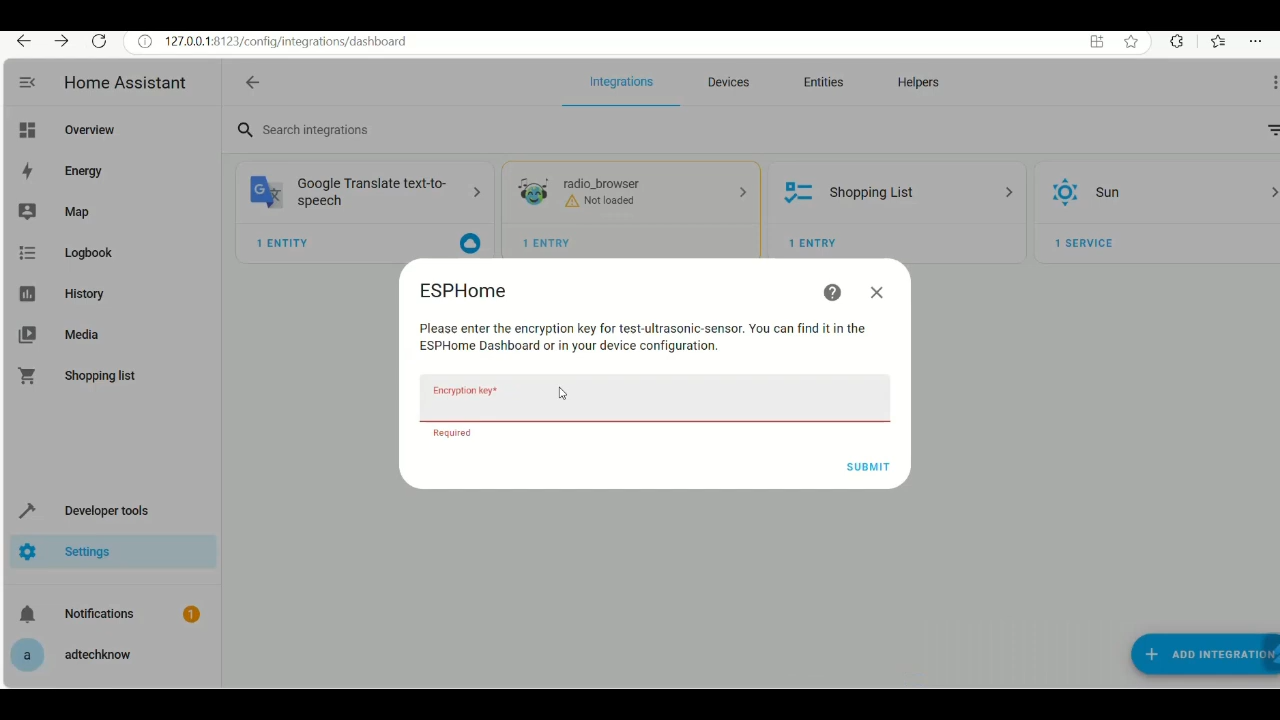 127.0.0.1:8123/config/integrations/dashboard
Home Assistant
Integrations
Devices
Entities
Helpers
Overview
Energy
Map
Logbook
History
Media
Shopping list
Developer tools
Settings
Notifications
1
a
adtechknow
Search integrations
G
Google Translate text-to-
speech
1 ENTITY
radio_browser
Not loaded
1 ENTRY
Shopping List
1 ENTRY
Sun
1 SERVICE
ESPHome
Please enter the encryption key for test-ultrasonic-sensor. You can find it in the
ESPHome Dashboard or in your device configuration.
Encryption key*
Required
SUBMIT
ADD INTEGRATION